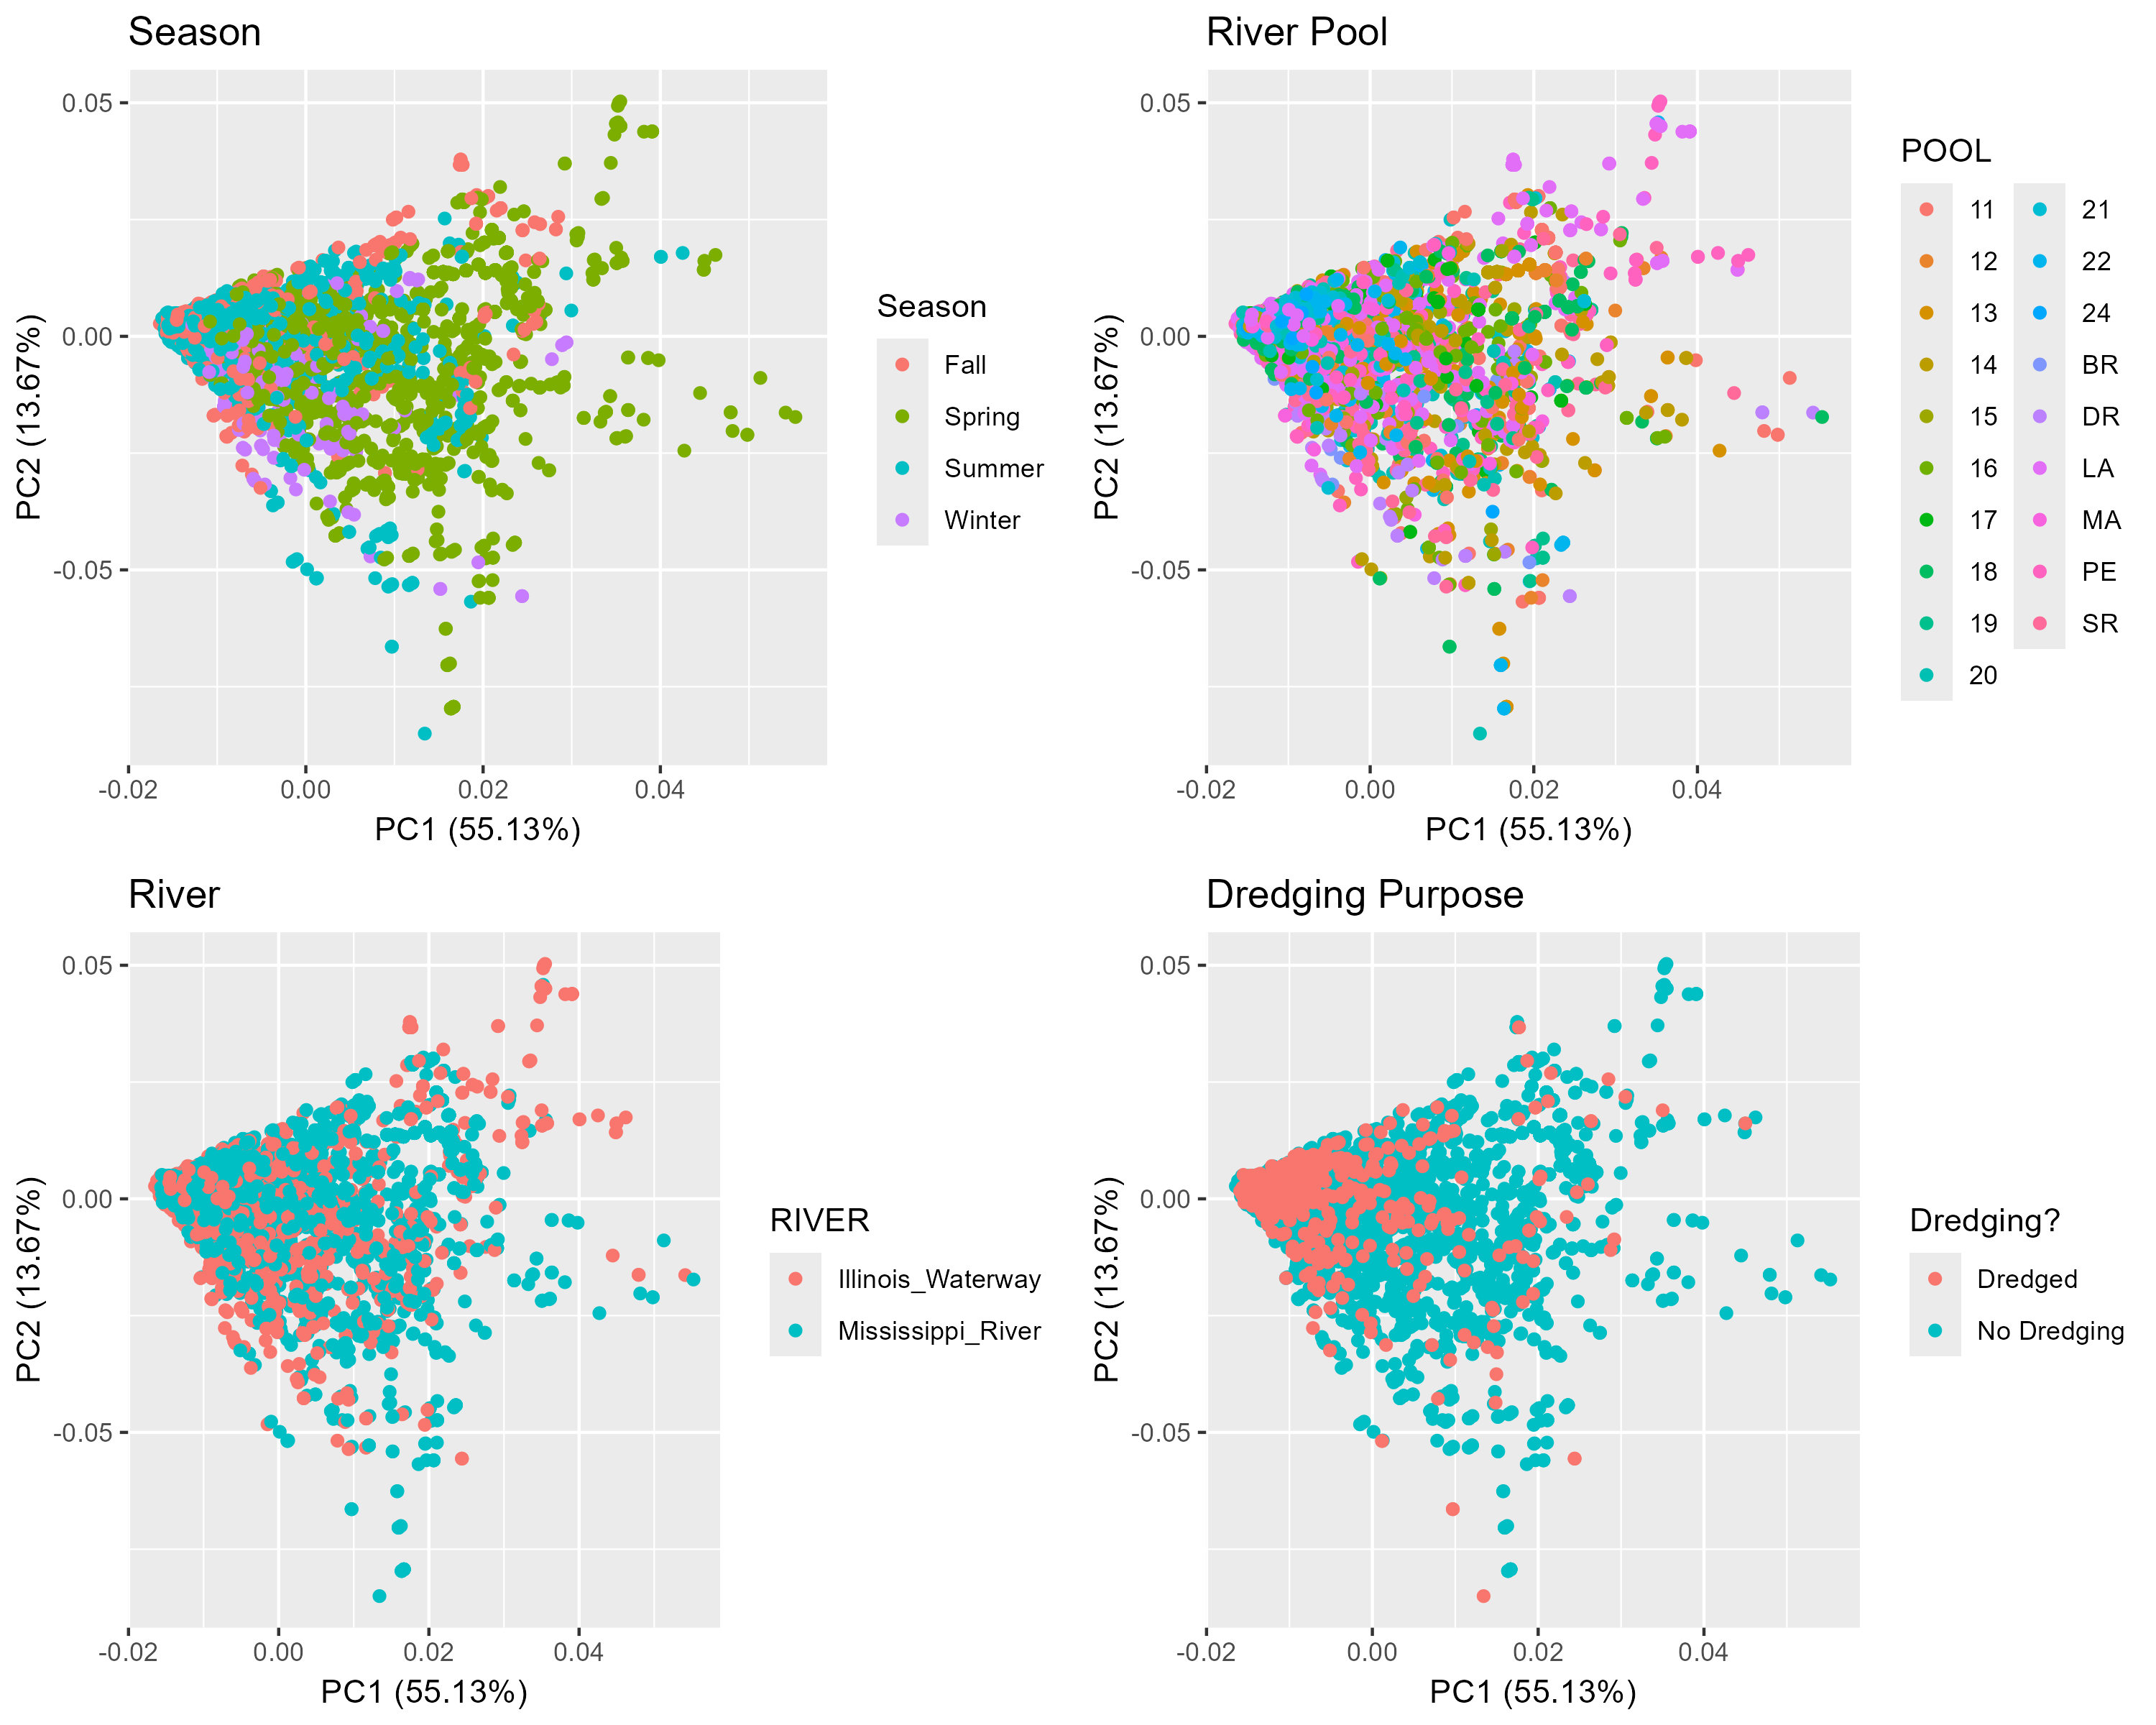 Season
0.05
0.00
-0.05
-0.02
0.00
0.02
0.04
PC1 (55.13%)
PC2 (13.67%)
Season
Fall
Spring
Summer
Winter
River Pool
0.05
0.00
-0.05
-0.02
0.00
0.02
0.04
PC1 (55.13%)
PC2 (13.67%)
POOL
11
12
13
14
15
16
17
18
19
20
21
22
24
BR
DR
LA
MA
PE
SR
River
0.05
0.00
-0.05
-0.02
0.00
0.02
0.04
PC1 (55.13%)
PC2 (13.67%)
RIVER
Illinois_Waterway
Mississippi_River
Dredging Purpose
0.05
0.00
-0.05
-0.02
0.00
0.02
0.04
PC1 (55.13%)
PC2 (13.67%)
Dredging?
Dredged
No Dredging